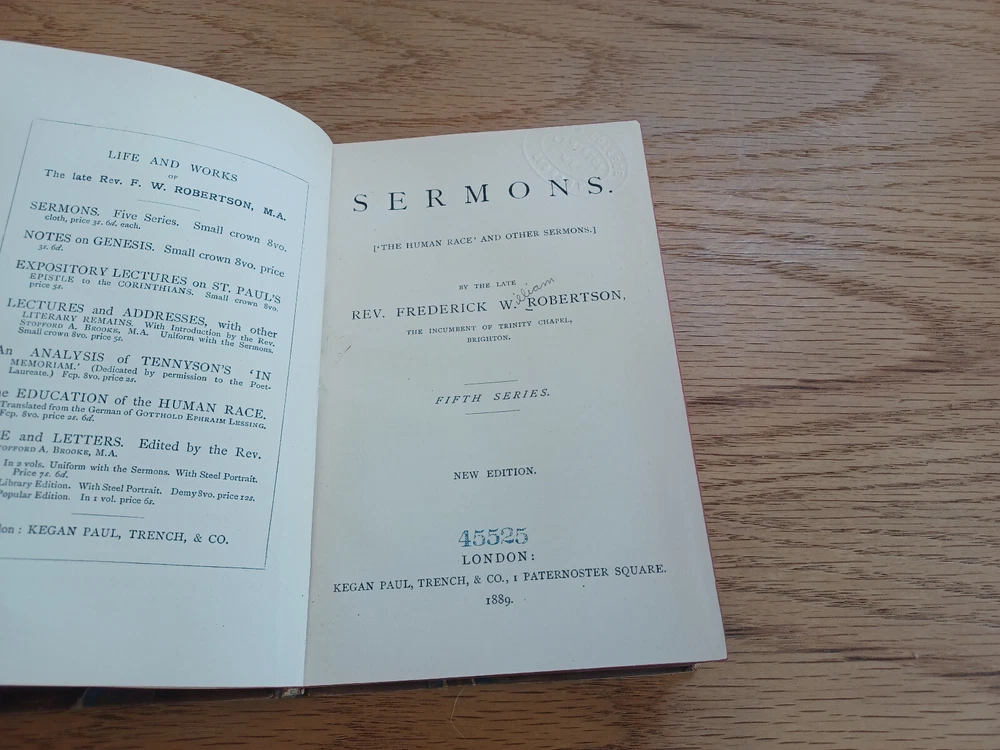 LIFE AND WORKS
OF
The late Rev. F. W. ROBERTSON, M.A.
SERMONS. Five Series. Small crown 8vo.
cloth, price 3s. 6d. each.
NOTES on GENESIS. Small crown 8vo. price
3s. 6d.
EXPOSITORY LECTURES on ST. PAUL'S
EPISTLE to the CORINTHIANS. Small crown 8vo.
price 5s.
LECTURES and ADDRESSES, with other
LITERARY REMAINS. With Introduction by the Rev.
STOPFORD A. BROOKE, M.A. Uniform with the Sermons.
Small crown 8vo. price 5s.
An ANALYSIS of TENNYSON'S 'IN
MEMORIAM.' (Dedicated by permission to the Poet-
Laureate.) Fcp. 8vo. price 2s.
EDUCATION of the HUMAN RACE.
Translated from the German of GOTTHOLD EPHRAIM LESSING.
Fcp. 8vo. price 2s. 6d.
and LETTERS. Edited by the Rev.
A. BROOKE, M.A.
In 2 vols. Uniform with the Sermons. With Steel Portrait.
Price 7s. 6d.
Library Edition. With Steel Portrait. Demy 8vo. price 12s.
Popular Edition. In 1 vol. price 6s.
KEGAN PAUL, TRENCH, & CO.
SERMONS.
['THE HUMAN RACE' AND OTHER SERMONS.]
BY THE LATE
illiam
REV. FREDERICK W. ROBERTSON,
THE INCUMBENT OF TRINITY CHAPEL,
BRIGHTON.
FIFTH SERIES.
NEW EDITION.
45525
LONDON:
KEGAN PAUL, TRENCH, & CO., 1 PATERNOSTER SQUARE.
1889.